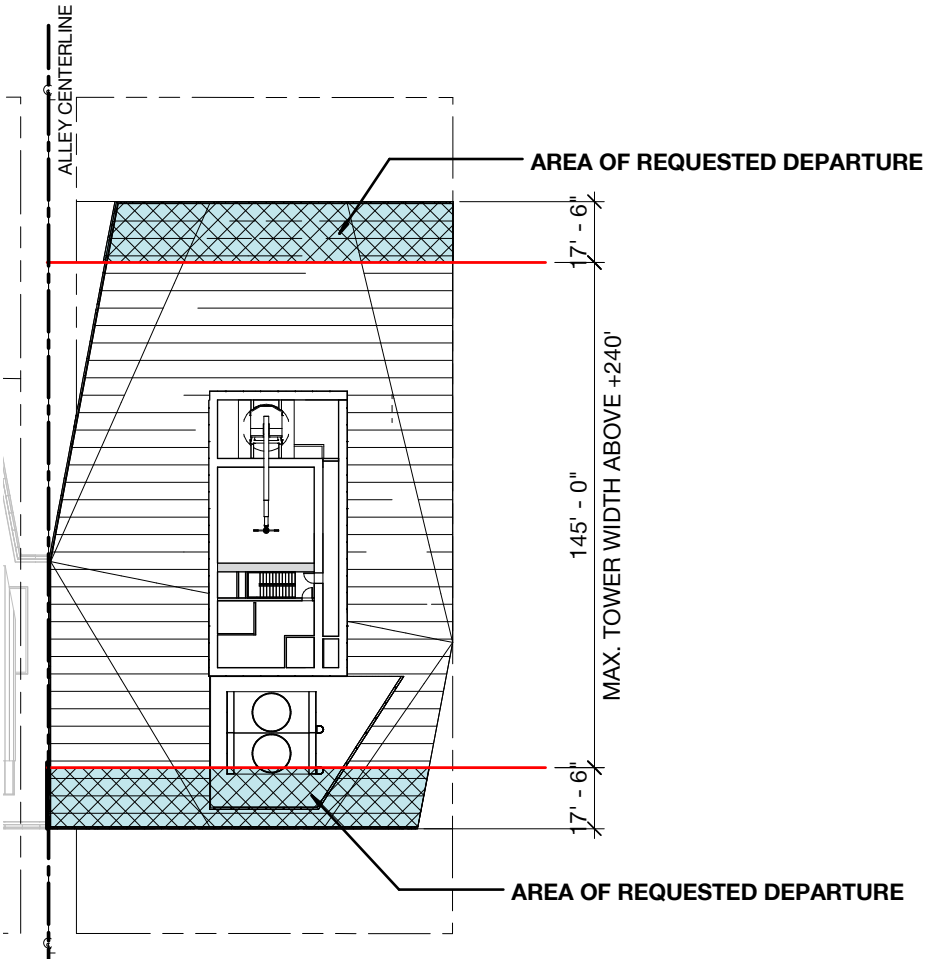 ALLEY CENTERLINE
AREA OF REQUESTED DEPARTURE
17' - 6"
145' - 0"
MAX. TOWER WIDTH ABOVE +240'
17' - 6"
AREA OF REQUESTED DEPARTURE